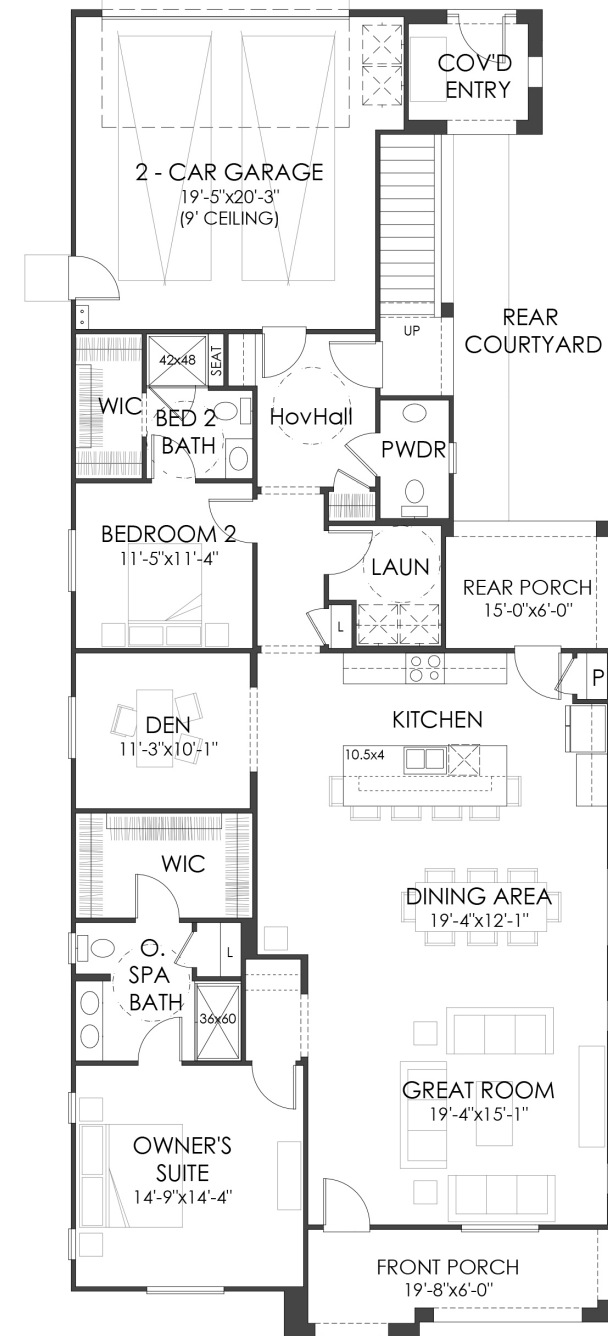 COV'D
ENTRY
2 - CAR GARAGE
19'-5"x20'-3"
(9' CEILING)
REAR
COURTYARD
UP
42x48
SEAT
WIC
BED 2
BATH
HovHall
PWDR
BEDROOM 2
11'-5"x11'-4"
LAUN
REAR PORCH
15'-0"x6'-0"
L
P
DEN
11'-3"x10'-1"
KITCHEN
10.5x4
WIC
DINING AREA
19'-4"x12'-1"
O.
SPA
BATH
L
36x60
GREAT ROOM
19'-4"x15'-1"
OWNER'S
SUITE
14'-9"x14'-4"
FRONT PORCH
19'-8"x6'-0"